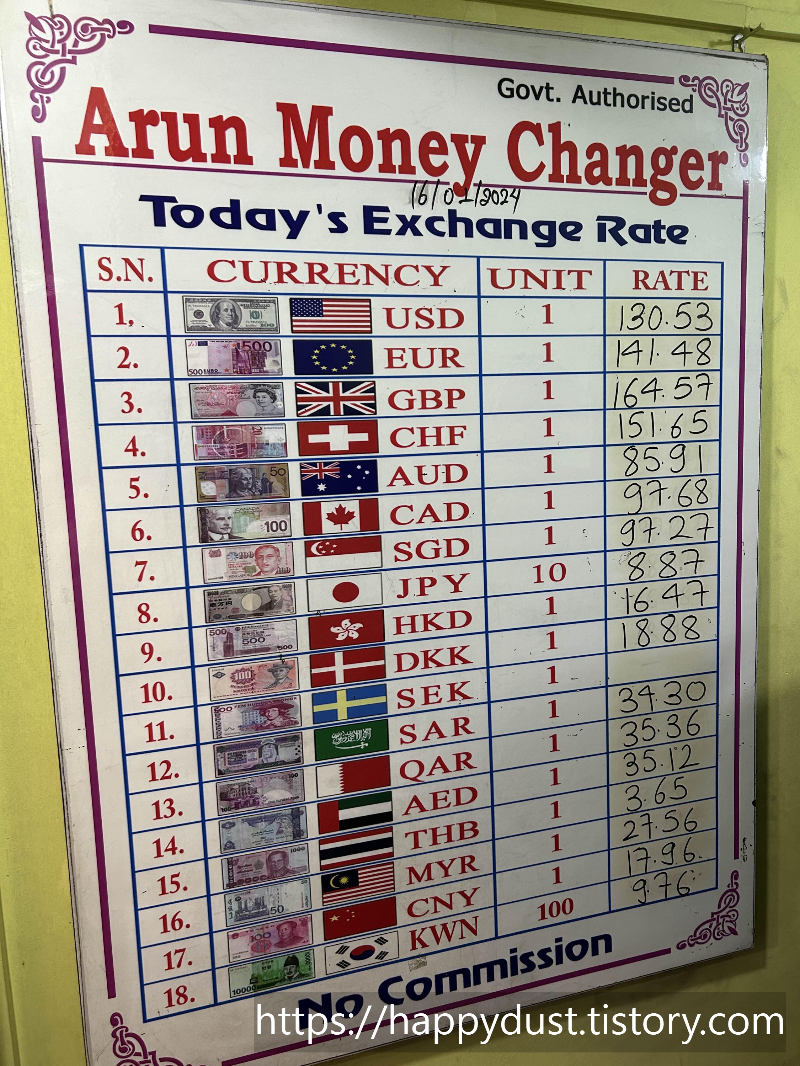 Govt. Authorised
Arun Money Changer
16/01/2024
Today's Exchange Rate
S.N. CURRENCY UNIT RATE
1, USD 1 130.53
2. EUR 1 141.48
3. GBP 1 164.57
4. CHF 1 151.65
5. AUD 1 85.91
6. CAD 1 97.68
7. SGD 1 97.27
8. JPY 10 8.87
9. HKD 1 16.47
10. DKK 1 18.88
11. SEK 1
12. SAR 1 34.30
13. QAR 1 35.36
14. AED 1 35.12
15. THB 1 3.65
16. MYR 1 27.56
17. CNY 1 17.96
18. KWN 100 9.76
No Commission
https://happydust.tistory.com